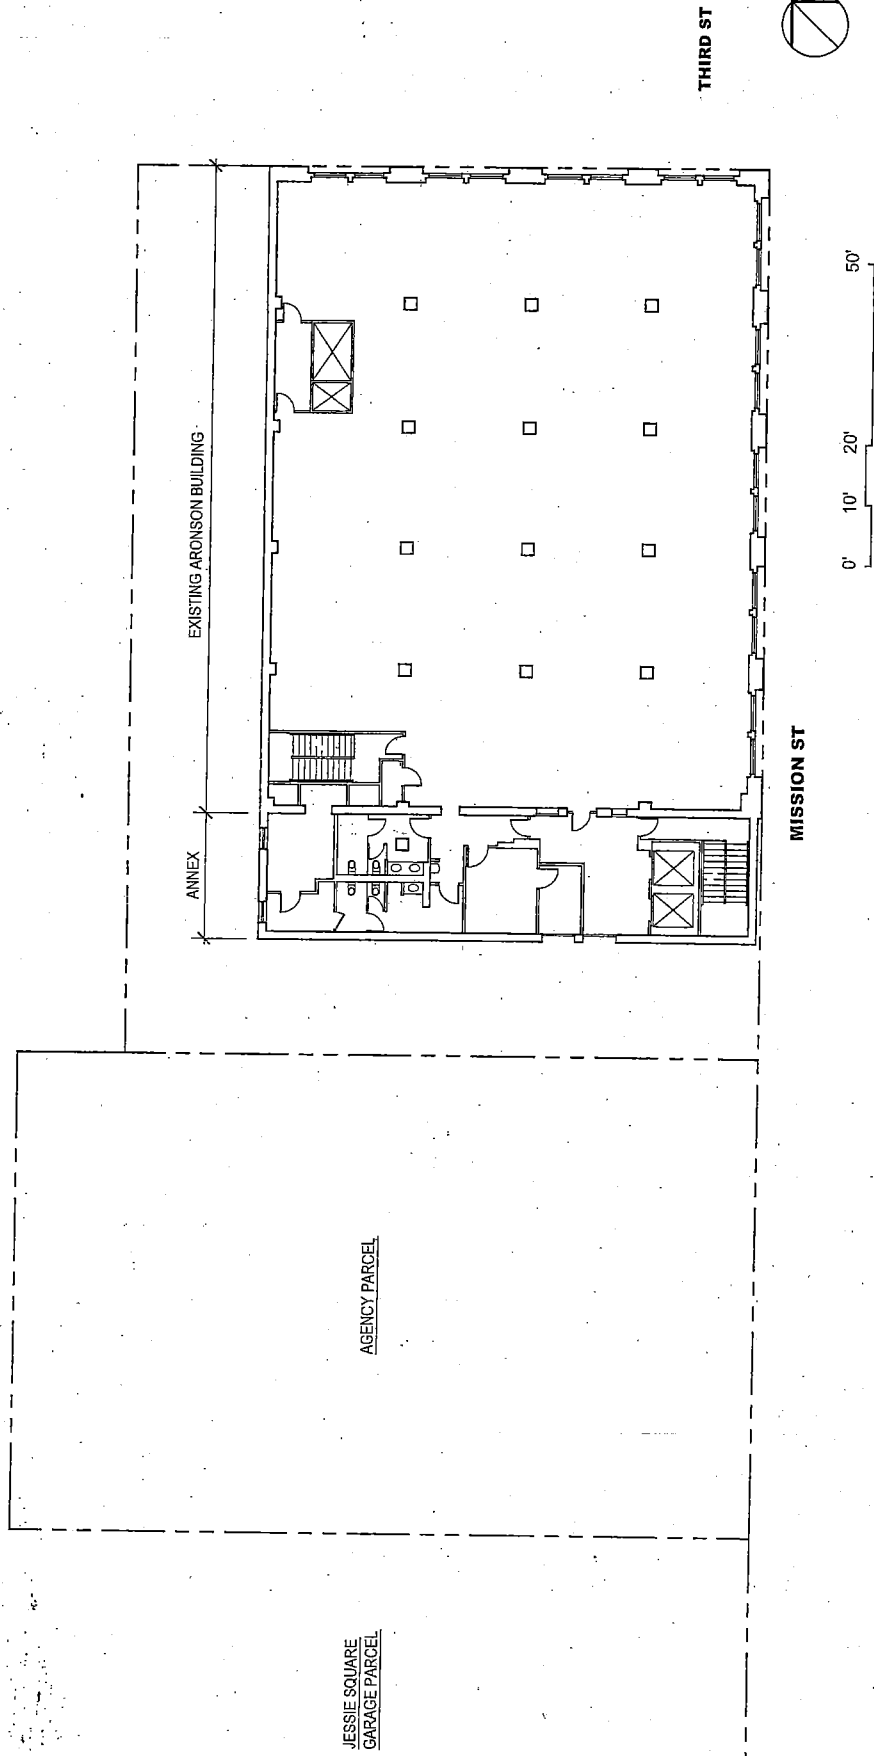 THIRD ST
EXISTING ARONSON BUILDING
ANNEX
MISSION ST
0' 10' 20' 50'
AGENCY PARCEL
JESSIE SQUARE
GARAGE PARCEL